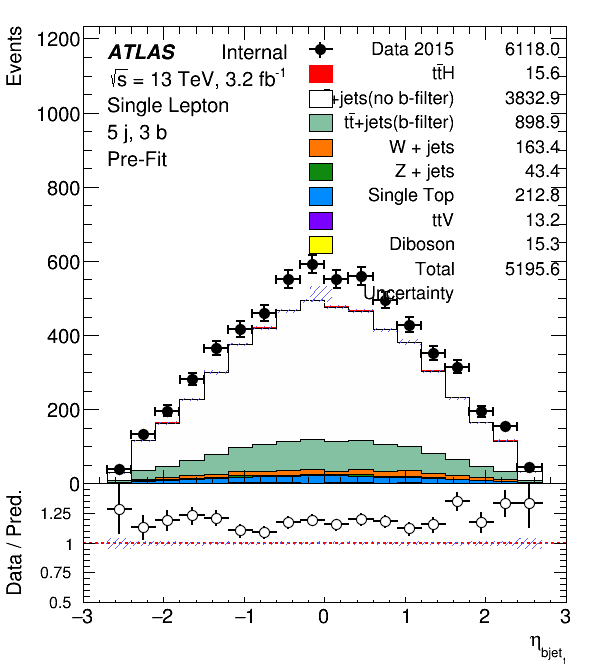 Events
1200
1000
800
600
400
200
0
ATLAS Internal
√s = 13 TeV, 3.2 fb-1
Single Lepton
5 j, 3 b
Pre-Fit
Data 2015 6118.0
tt̄H 15.6
+jets(no b-filter) 3832.9
tt̄+jets(b-filter) 898.9
W + jets 163.4
Z + jets 43.4
Single Top 212.8
ttV 13.2
Diboson 15.3
Total 5195.6
Uncertainty
Data / Pred.
1.25
1
0.75
0.5
−3 −2 −1 0 1 2 3
ηbjet1